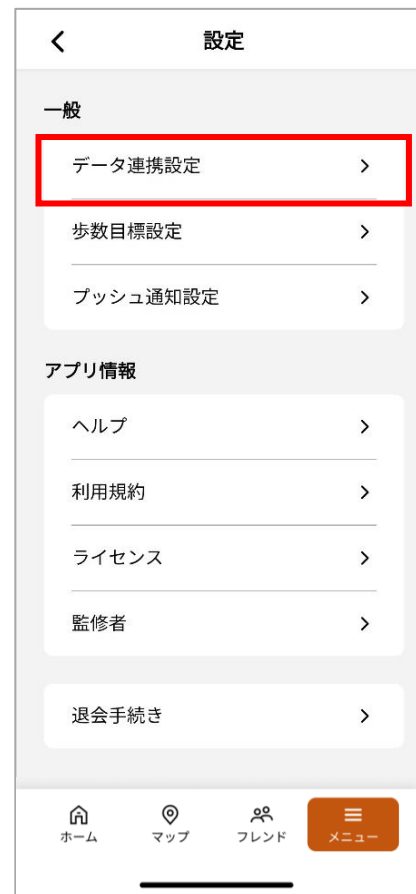 設定
一般
データ連携設定
歩数目標設定
プッシュ通知設定
アプリ情報
ヘルプ
利用規約
ライセンス
監修者
退会手続き
ホーム マップ フレンド メニュー